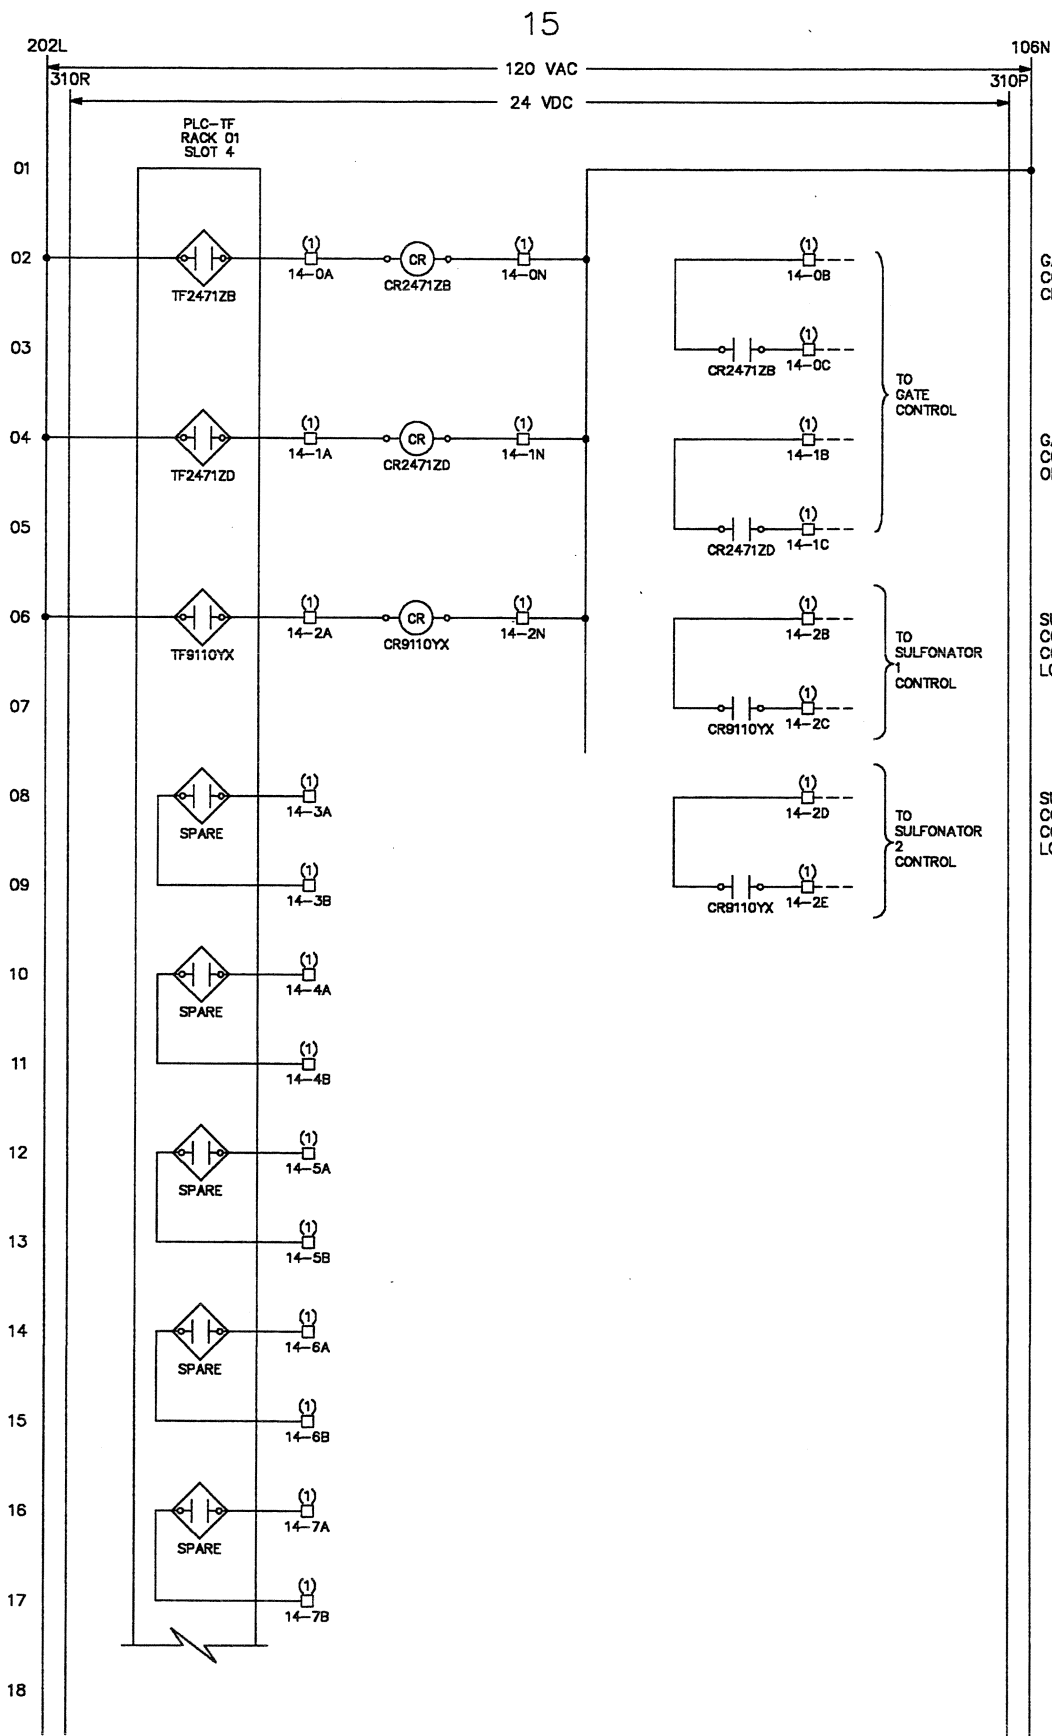 15
202L
106N
120 VAC
310R
310P
24 VDC
PLC-TF
RACK 01
SLOT 4
01
02
(1)
14-0A
CR
CR2471ZB
(1)
14-0N
TF2471ZB
(1)
14-0B
03
CR2471ZB
(1)
14-0C
TO
GATE
CONTROL
04
(1)
14-1A
CR
CR2471ZD
(1)
14-1N
TF2471ZD
(1)
14-1B
05
CR2471ZD
(1)
14-1C
06
(1)
14-2A
CR
CR9110YX
(1)
14-2N
TF9110YX
(1)
14-2B
TO
SULFONATOR
1
CONTROL
07
CR9110YX
(1)
14-2C
08
(1)
14-3A
SPARE
(1)
14-2D
TO
SULFONATOR
2
CONTROL
09
(1)
14-3B
CR9110YX
(1)
14-2E
10
(1)
14-4A
SPARE
11
(1)
14-4B
12
(1)
14-5A
SPARE
13
(1)
14-5B
14
(1)
14-6A
SPARE
15
(1)
14-6B
16
(1)
14-7A
SPARE
17
(1)
14-7B
18